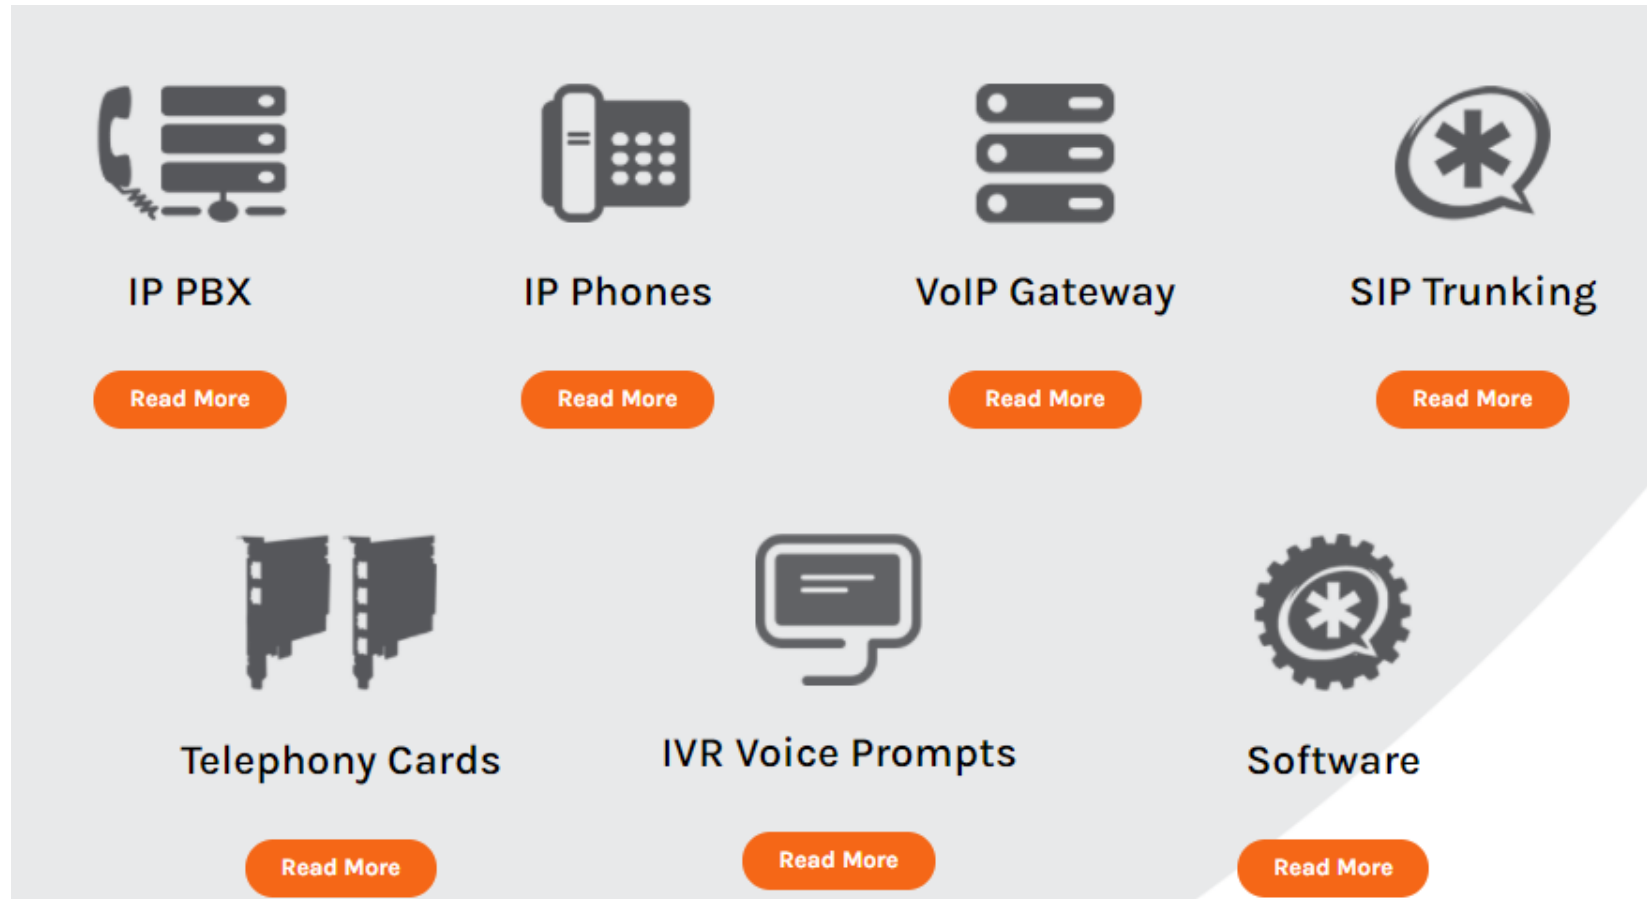 IP PBX
IP Phones
VoIP Gateway
SIP Trunking
Read More
Read More
Read More
Read More
Telephony Cards
IVR Voice Prompts
Software
Read More
Read More
Read More